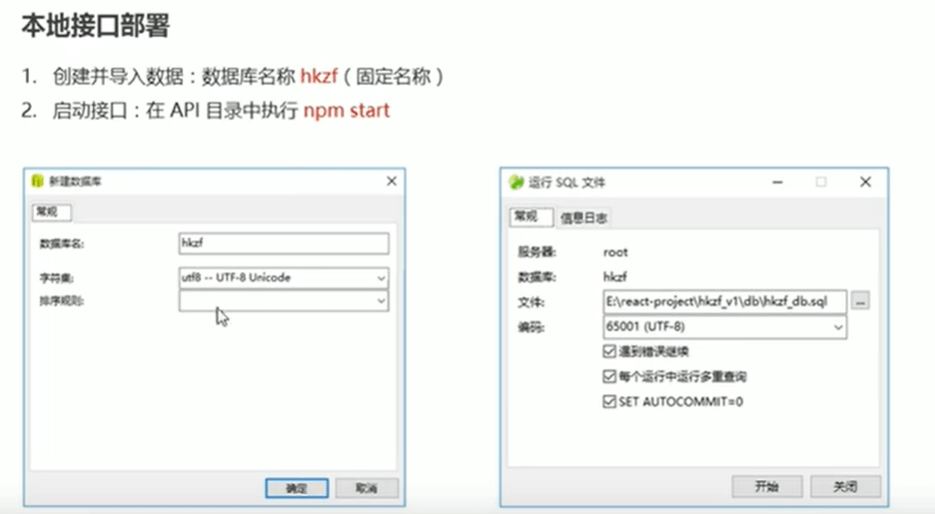 本地接口部署
1. 创建并导入数据：数据库名称 hkzf（固定名称）
2. 启动接口：在 API 目录中执行 npm start
新建数据库
常规
数据库名: hkzf
字符集: utf8 -- UTF-8 Unicode
排序规则:
确定 取消
运行 SQL 文件
常规 信息日志
服务器: root
数据库: hkzf
文件: E:\react-project\hkzf_v1\db\hkzf_db.sql ...
编码: 65001 (UTF-8)
遇到错误继续
每个运行中运行多重查询
SET AUTOCOMMIT=0
开始 关闭